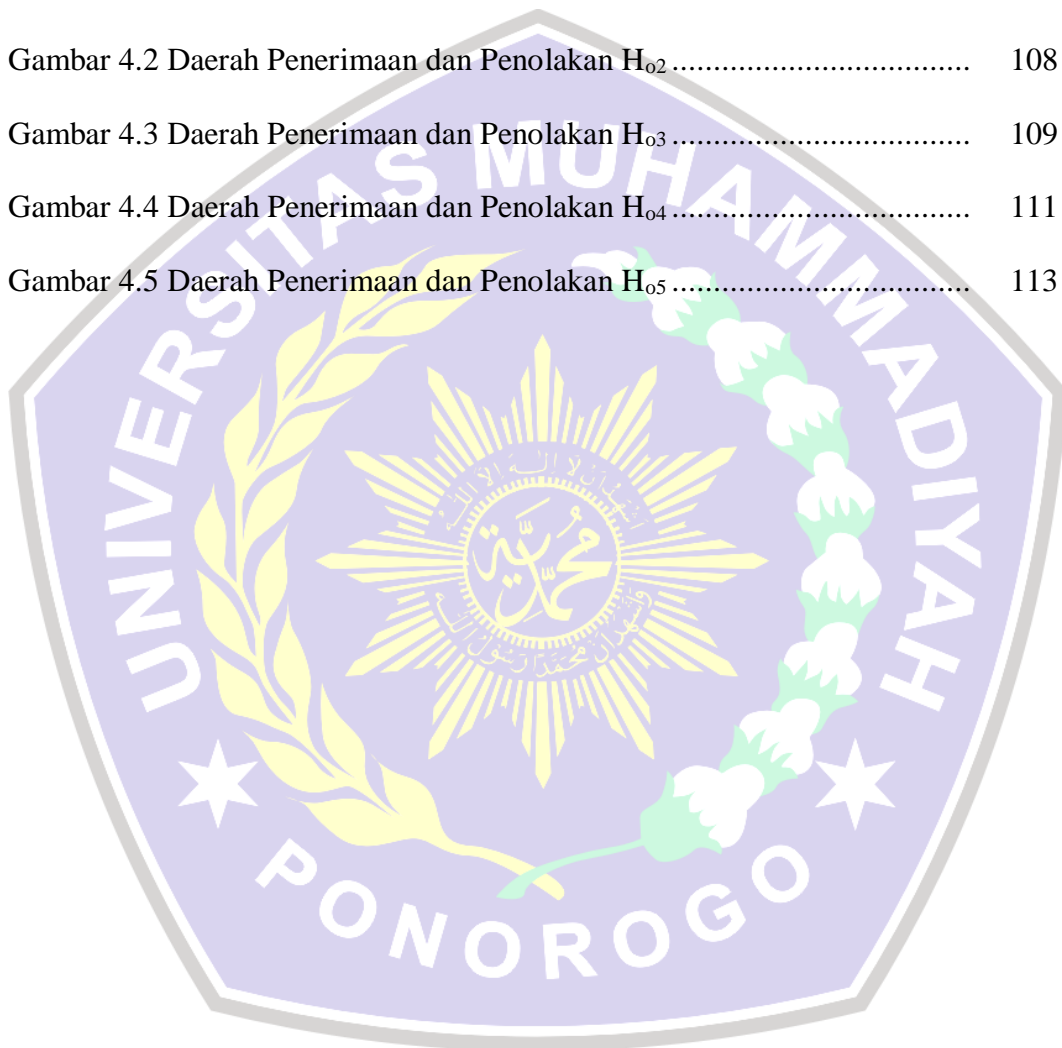 Gambar 4.2 Daerah Penerimaan dan Penolakan Ho2 .................................. 108
Gambar 4.3 Daerah Penerimaan dan Penolakan Ho3 .................................. 109
Gambar 4.4 Daerah Penerimaan dan Penolakan Ho4 .................................. 111
Gambar 4.5 Daerah Penerimaan dan Penolakan Ho5 .................................. 113
UNIVERSITAS MUHAMMADIYAH
PONOROGO